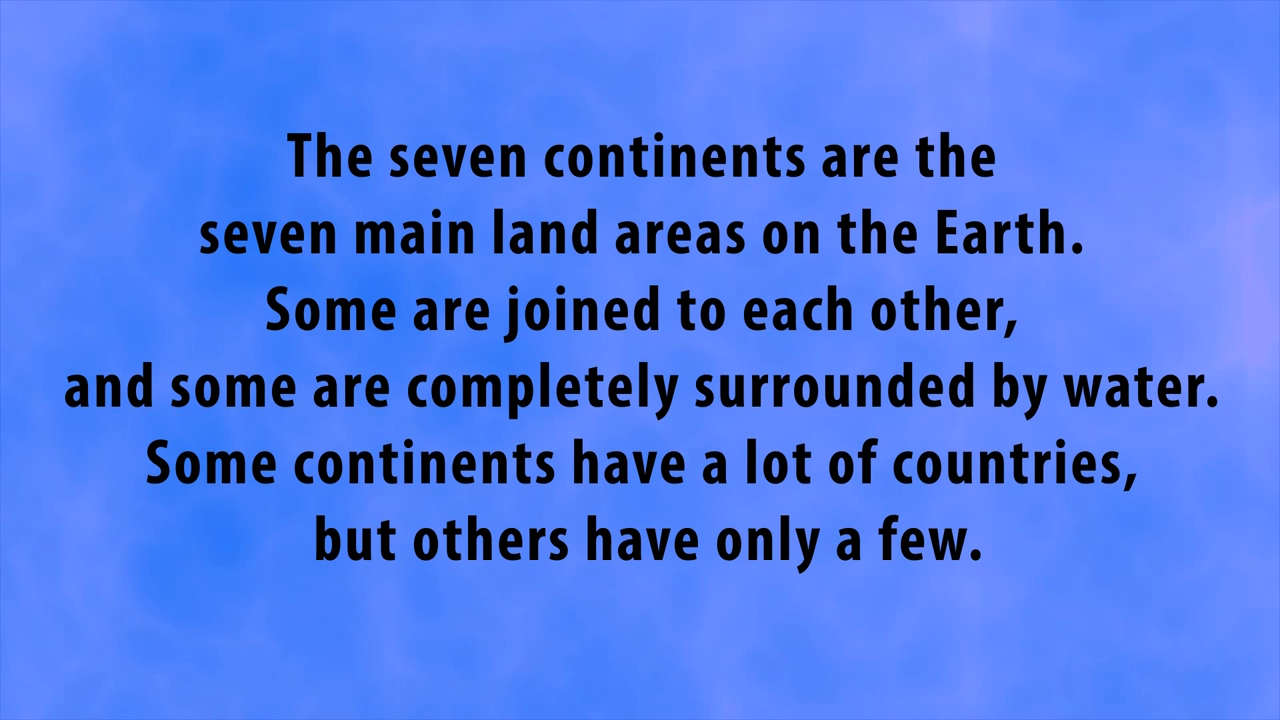 The seven continents are the
seven main land areas on the Earth.
Some are joined to each other,
and some are completely surrounded by water.
Some continents have a lot of countries,
but others have only a few.